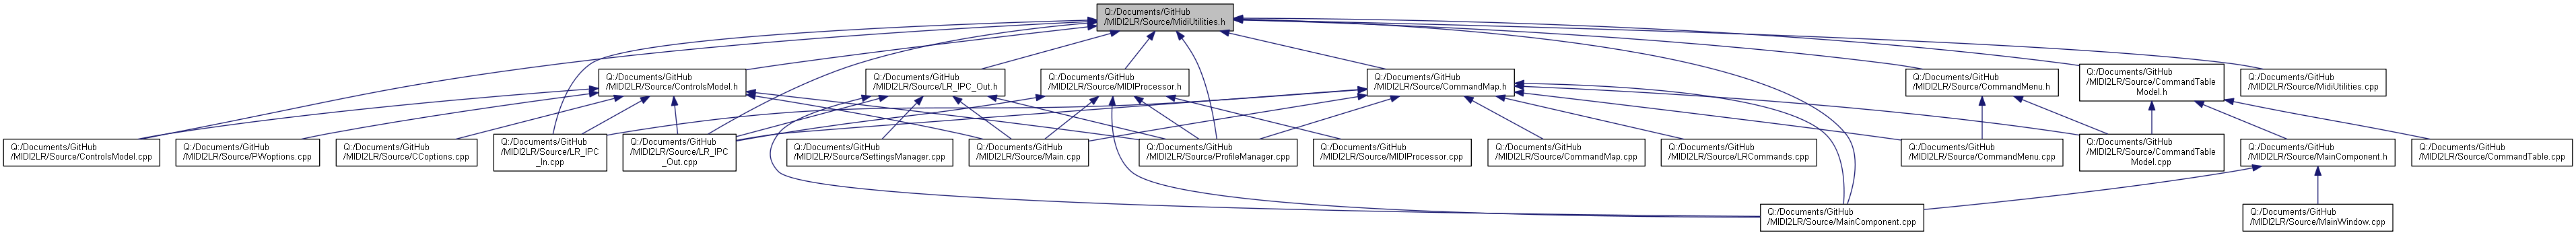 Q:/Documents/GitHub
/MIDI2LR/Source/MidiUtilities.h
Q:/Documents/GitHub
/MIDI2LR/Source/ControlsModel.h
Q:/Documents/GitHub
/MIDI2LR/Source/LR_IPC_Out.h
Q:/Documents/GitHub
/MIDI2LR/Source/MIDIProcessor.h
Q:/Documents/GitHub
/MIDI2LR/Source/CommandMap.h
Q:/Documents/GitHub
/MIDI2LR/Source/CommandMenu.h
Q:/Documents/GitHub
/MIDI2LR/Source/CommandTable
Model.h
Q:/Documents/GitHub
/MIDI2LR/Source/MidiUtilities.cpp
Q:/Documents/GitHub
/MIDI2LR/Source/ControlsModel.cpp
Q:/Documents/GitHub
/MIDI2LR/Source/PWoptions.cpp
Q:/Documents/GitHub
/MIDI2LR/Source/CCoptions.cpp
Q:/Documents/GitHub
/MIDI2LR/Source/LR_IPC
_In.cpp
Q:/Documents/GitHub
/MIDI2LR/Source/LR_IPC
_Out.cpp
Q:/Documents/GitHub
/MIDI2LR/Source/SettingsManager.cpp
Q:/Documents/GitHub
/MIDI2LR/Source/Main.cpp
Q:/Documents/GitHub
/MIDI2LR/Source/ProfileManager.cpp
Q:/Documents/GitHub
/MIDI2LR/Source/MIDIProcessor.cpp
Q:/Documents/GitHub
/MIDI2LR/Source/CommandMap.cpp
Q:/Documents/GitHub
/MIDI2LR/Source/LRCommands.cpp
Q:/Documents/GitHub
/MIDI2LR/Source/CommandMenu.cpp
Q:/Documents/GitHub
/MIDI2LR/Source/CommandTable
Model.cpp
Q:/Documents/GitHub
/MIDI2LR/Source/MainComponent.h
Q:/Documents/GitHub
/MIDI2LR/Source/CommandTable.cpp
Q:/Documents/GitHub
/MIDI2LR/Source/MainComponent.cpp
Q:/Documents/GitHub
/MIDI2LR/Source/MainWindow.cpp